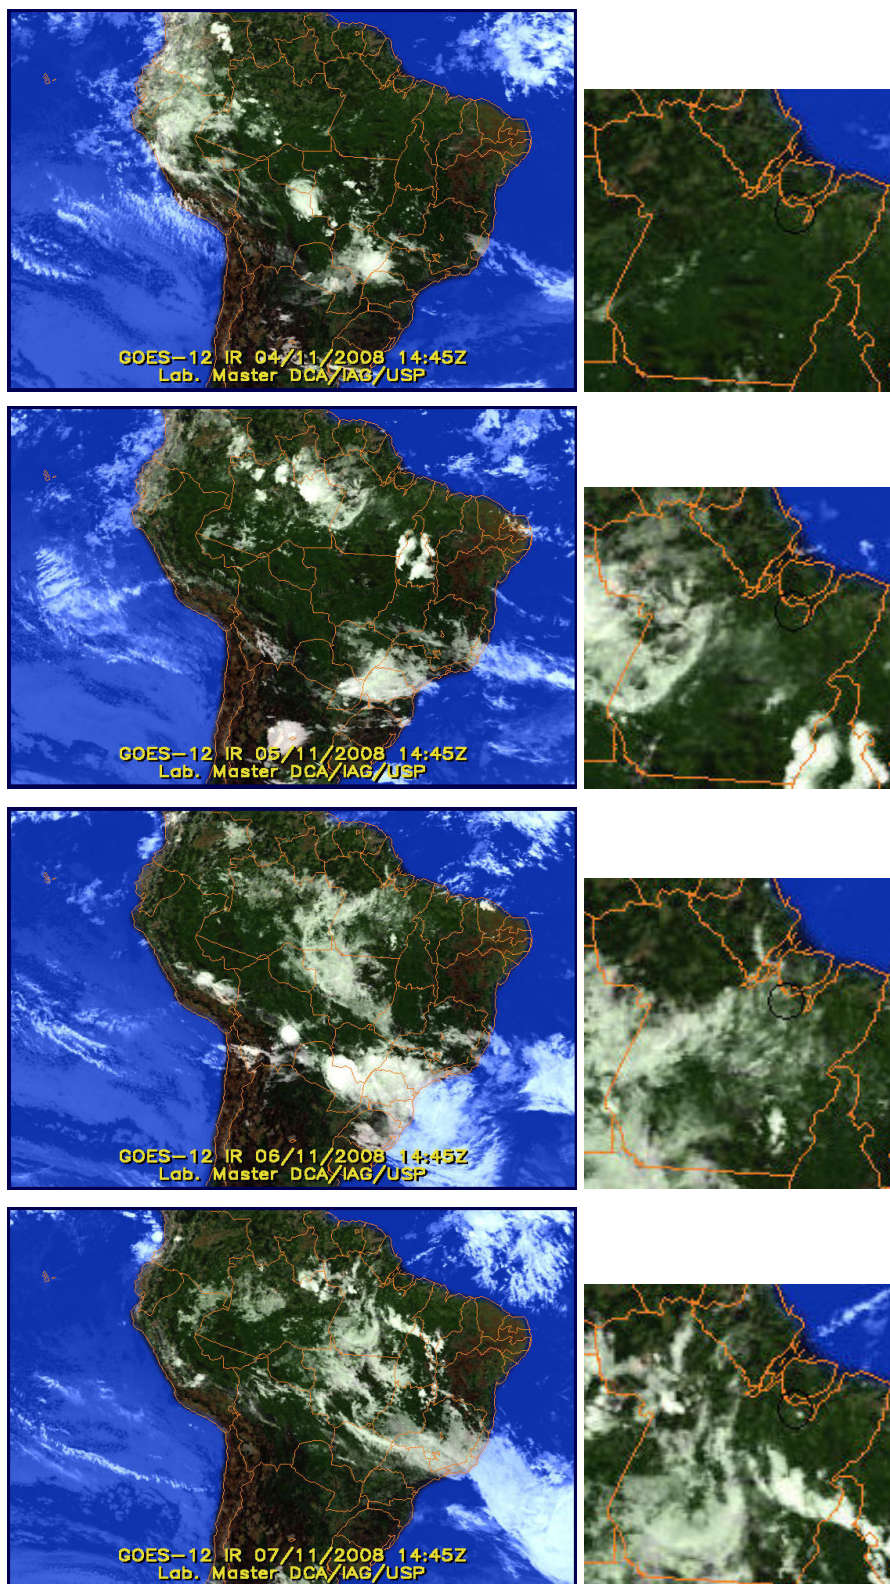 GOES-12 IR 04/11/2008 14:45Z
Lab. Master DCA/IAG/USP
GOES-12 IR 05/11/2008 14:45Z
Lab. Master DCA/IAG/USP
GOES-12 IR 06/11/2008 14:45Z
Lab. Master DCA/IAG/USP
GOES-12 IR 07/11/2008 14:45Z
Lab. Master DCA/IAG/USP